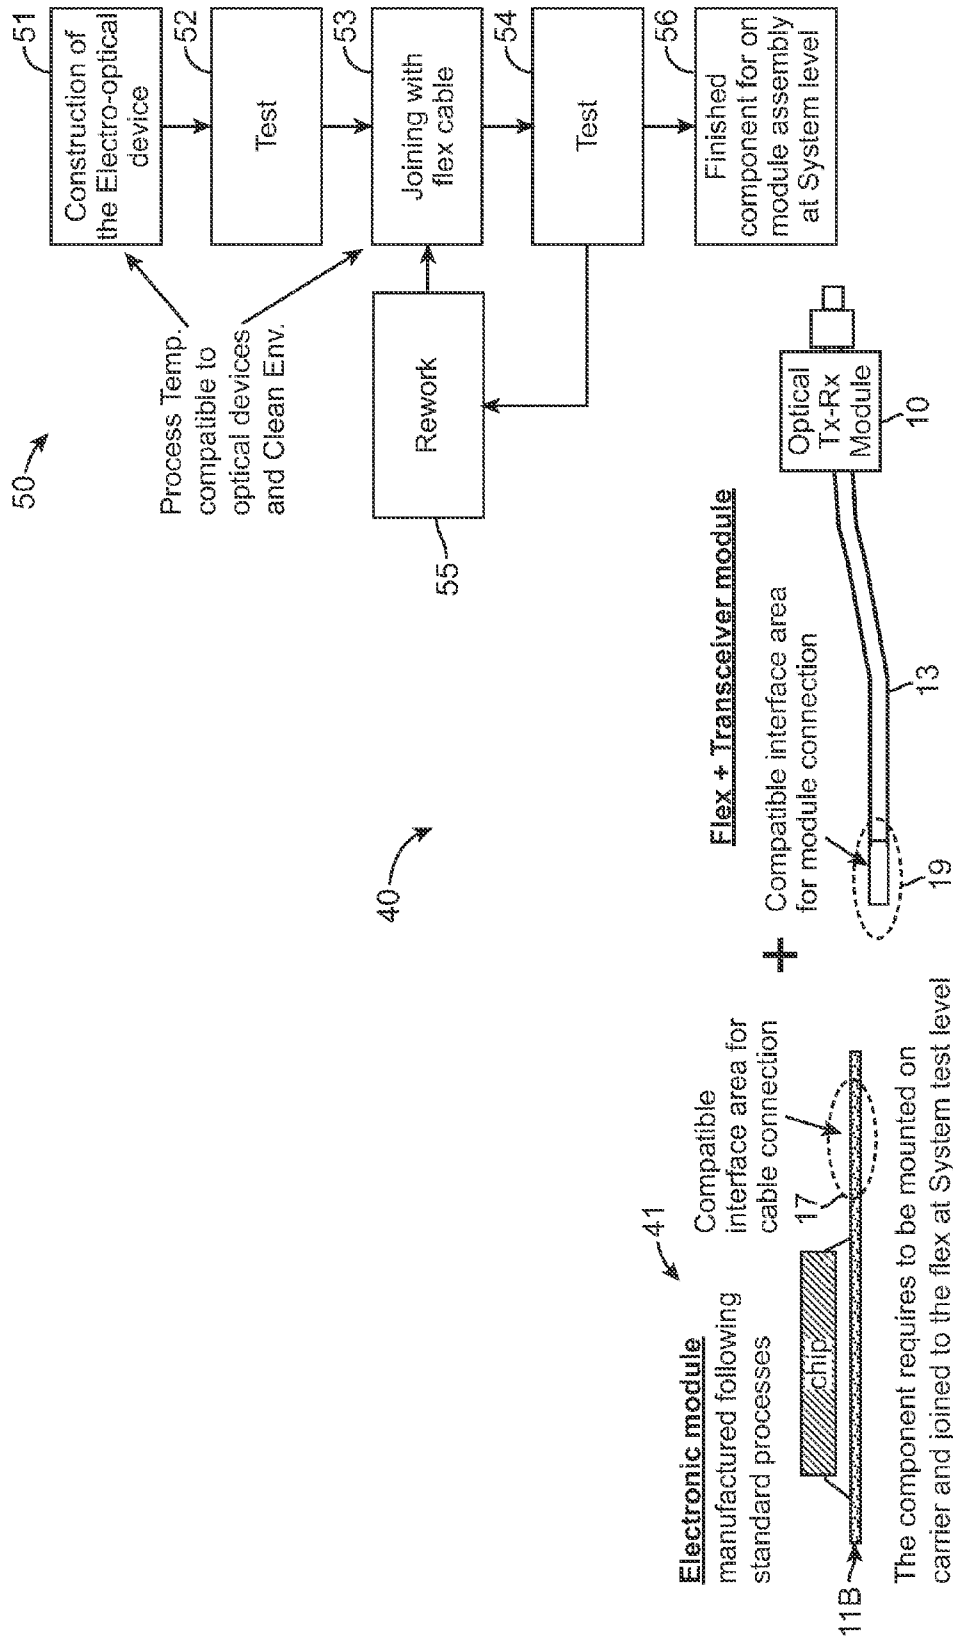 50
51
Construction of
the Electro-optical
device
52
Test
53
Joining with
flex cable
54
Test
56
Finished
component for on
module assembly
at System level
Process Temp.
compatible to
optical devices
and Clean Env.
Rework
55
40
41
Electronic module
manufactured following
standard processes
Compatible
interface area for
cable connection
17
chip
11B
The component requires to be mounted on
carrier and joined to the flex at System test level
+
Flex + Transceiver module
Compatible interface area
for module connection
19
13
Optical
Tx-Rx
Module
10